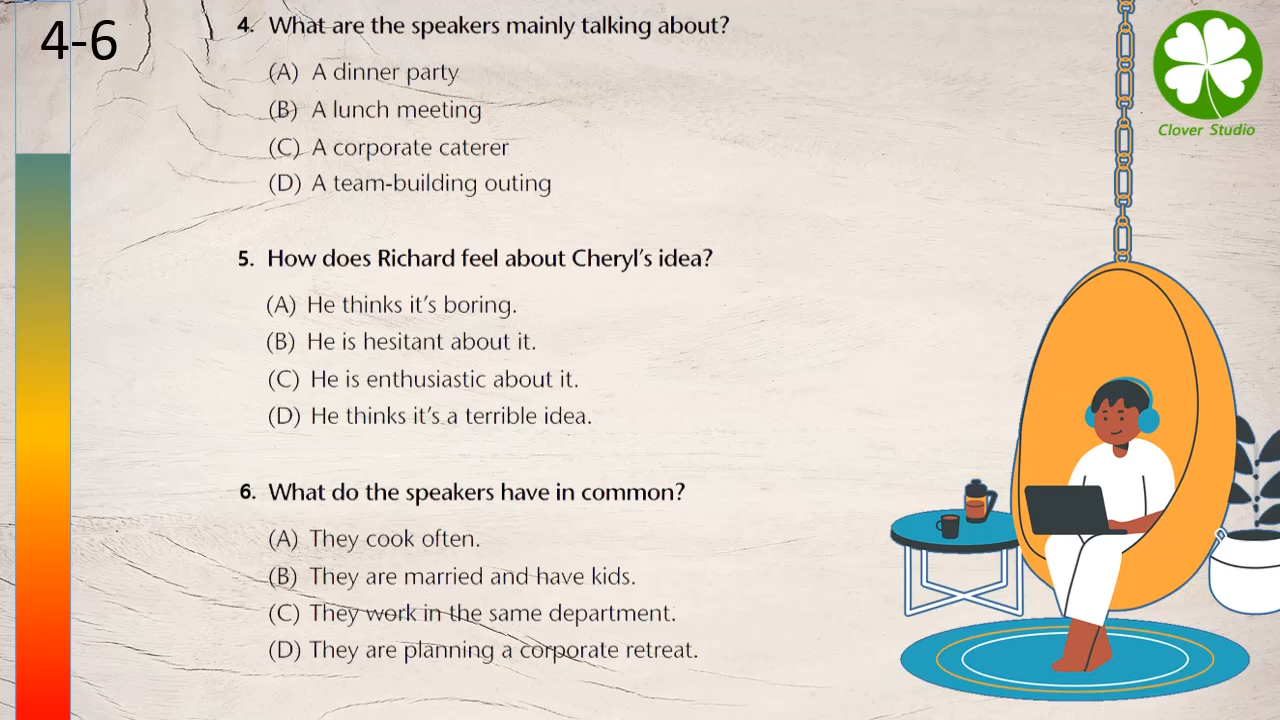 4-6
4. What are the speakers mainly talking about?
(A) A dinner party
(B) A lunch meeting
(C) A corporate caterer
(D) A team-building outing
5. How does Richard feel about Cheryl's idea?
(A) He thinks it's boring.
(B) He is hesitant about it.
(C) He is enthusiastic about it.
(D) He thinks it's a terrible idea.
6. What do the speakers have in common?
(A) They cook often.
(B) They are married and have kids.
(C) They work in the same department.
(D) They are planning a corporate retreat.
Clover Studio